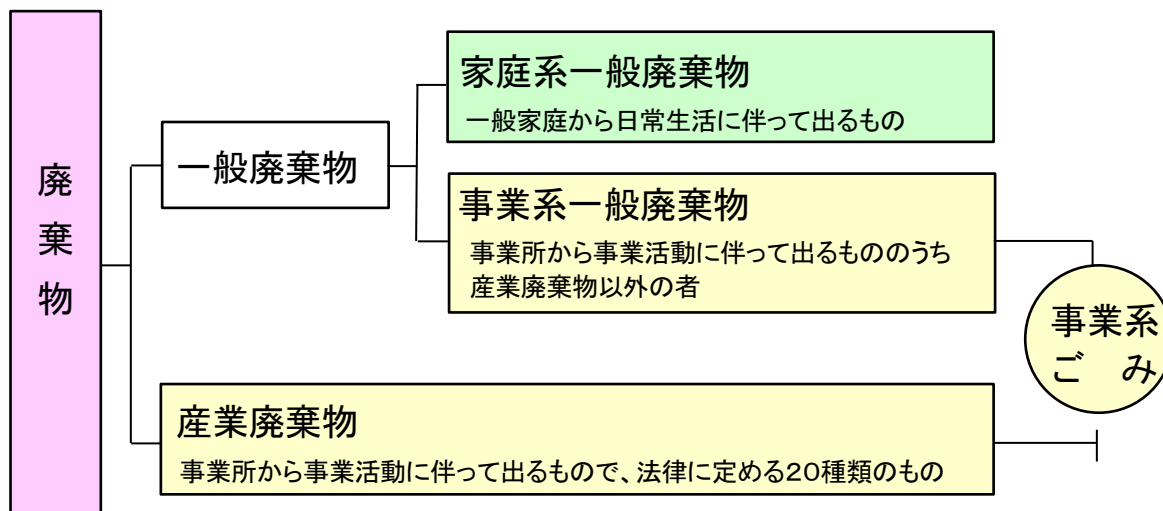 廃棄物
一般廃棄物
家庭系一般廃棄物
一般家庭から日常生活に伴って出るもの
事業系一般廃棄物
事業所から事業活動に伴って出るもののうち
産業廃棄物以外の者
事業系
ごみ
産業廃棄物
事業所から事業活動に伴って出るもので、法律に定める20種類のもの